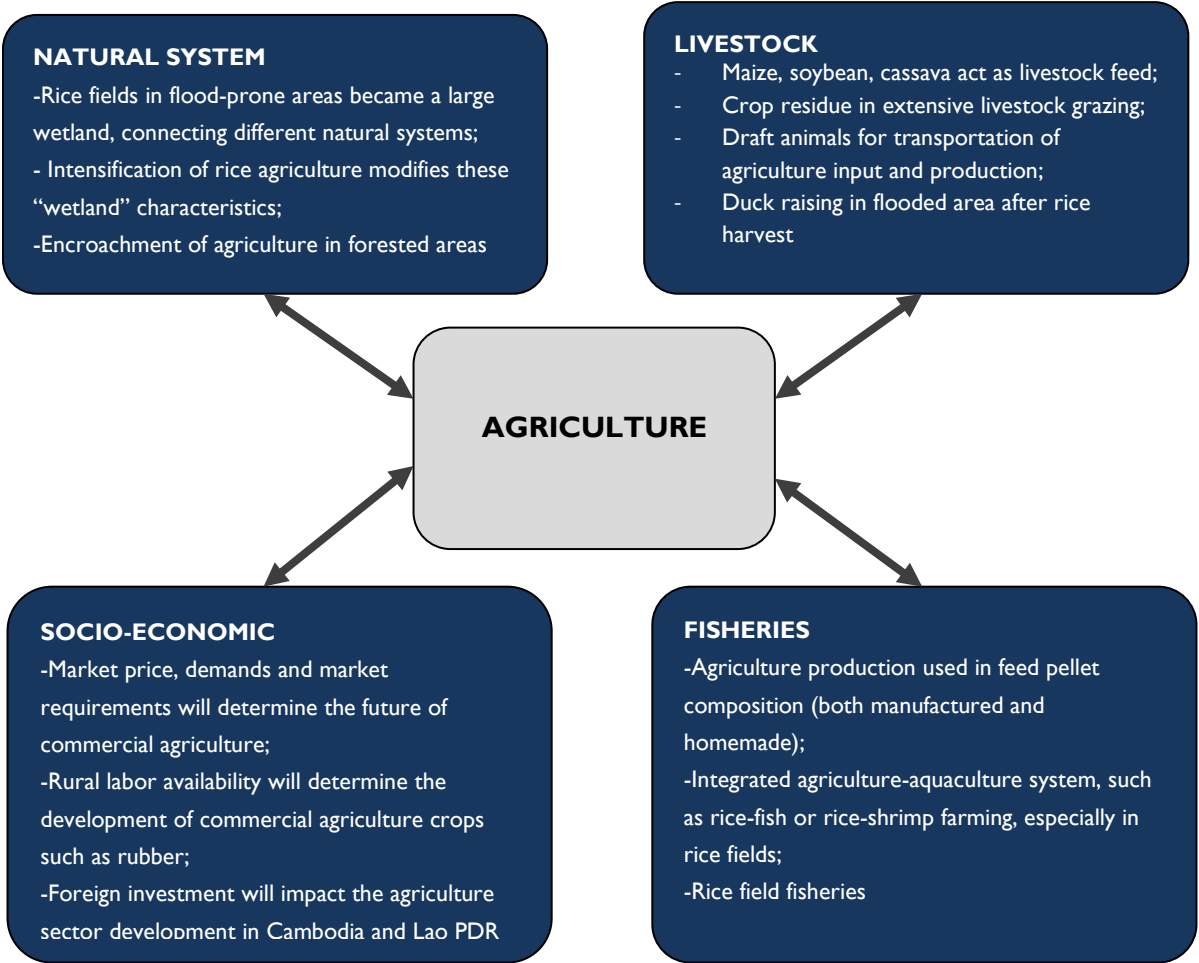 NATURAL SYSTEM
-Rice fields in flood-prone areas became a large
wetland, connecting different natural systems;
- Intensification of rice agriculture modifies these
“wetland” characteristics;
-Encroachment of agriculture in forested areas
LIVESTOCK
- Maize, soybean, cassava act as livestock feed;
- Crop residue in extensive livestock grazing;
- Draft animals for transportation of
agriculture input and production;
- Duck raising in flooded area after rice
harvest
AGRICULTURE
SOCIO-ECONOMIC
-Market price, demands and market
requirements will determine the future of
commercial agriculture;
-Rural labor availability will determine the
development of commercial agriculture crops
such as rubber;
-Foreign investment will impact the agriculture
sector development in Cambodia and Lao PDR
FISHERIES
-Agriculture production used in feed pellet
composition (both manufactured and
homemade);
-Integrated agriculture-aquaculture system, such
as rice-fish or rice-shrimp farming, especially in
rice fields;
-Rice field fisheries